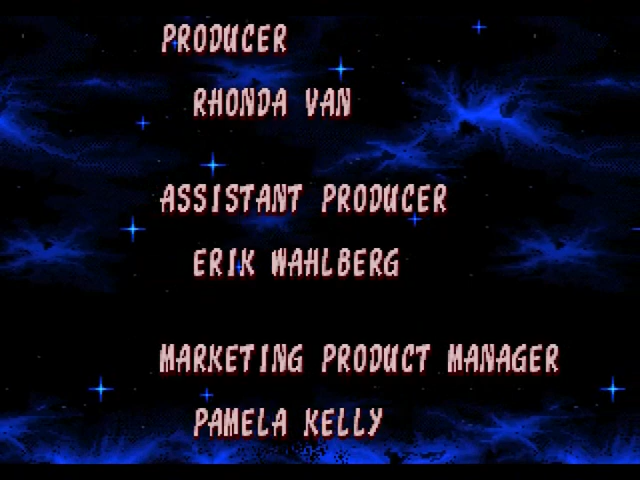 PRODUCER
RHONDA VAN
ASSISTANT PRODUCER
ERIK WAHLBERG
MARKETING PRODUCT MANAGER
PAMELA KELLY